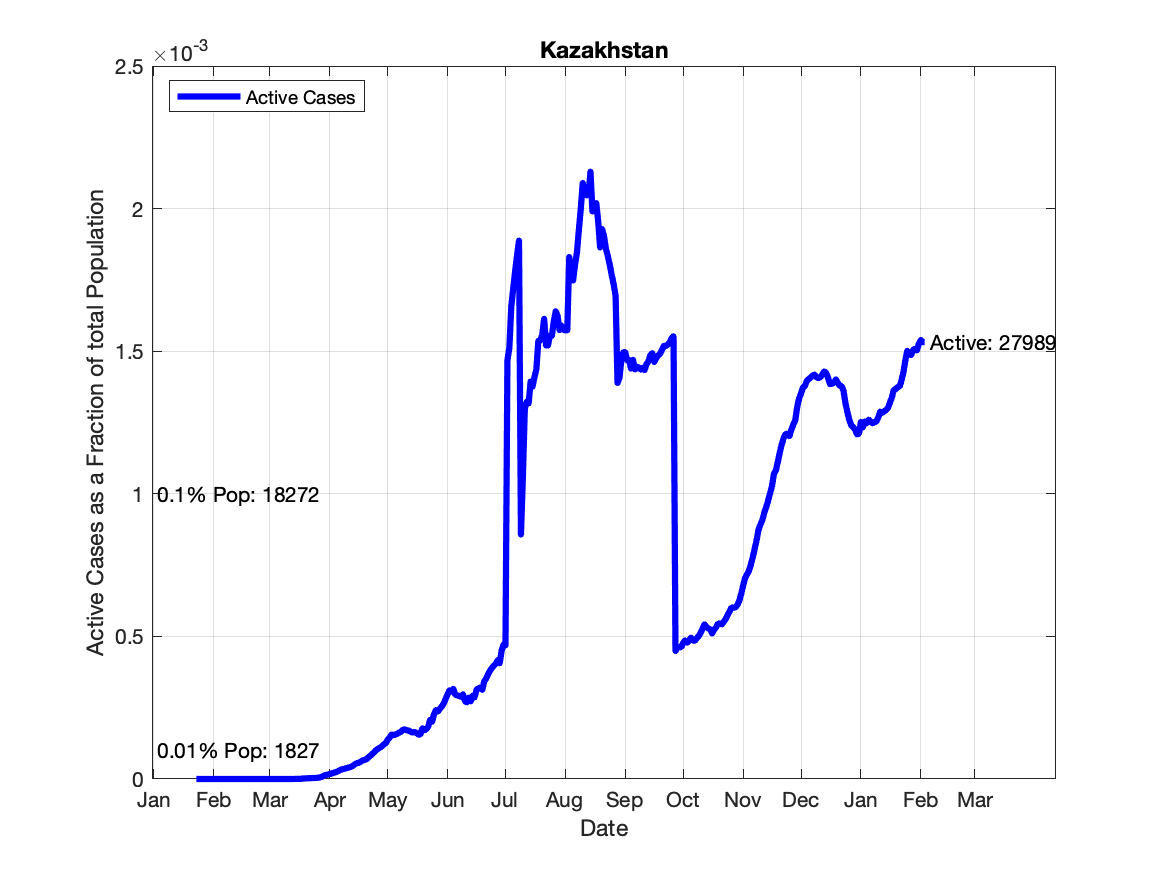 Kazakhstan
×10-3
2.5
2
1.5
1
0.5
0
Active Cases as a Fraction of total Population
Active Cases
Active: 27989
0.1% Pop: 18272
0.01% Pop: 1827
Jan Feb Mar Apr May Jun Jul Aug Sep Oct Nov Dec Jan Feb Mar
Date